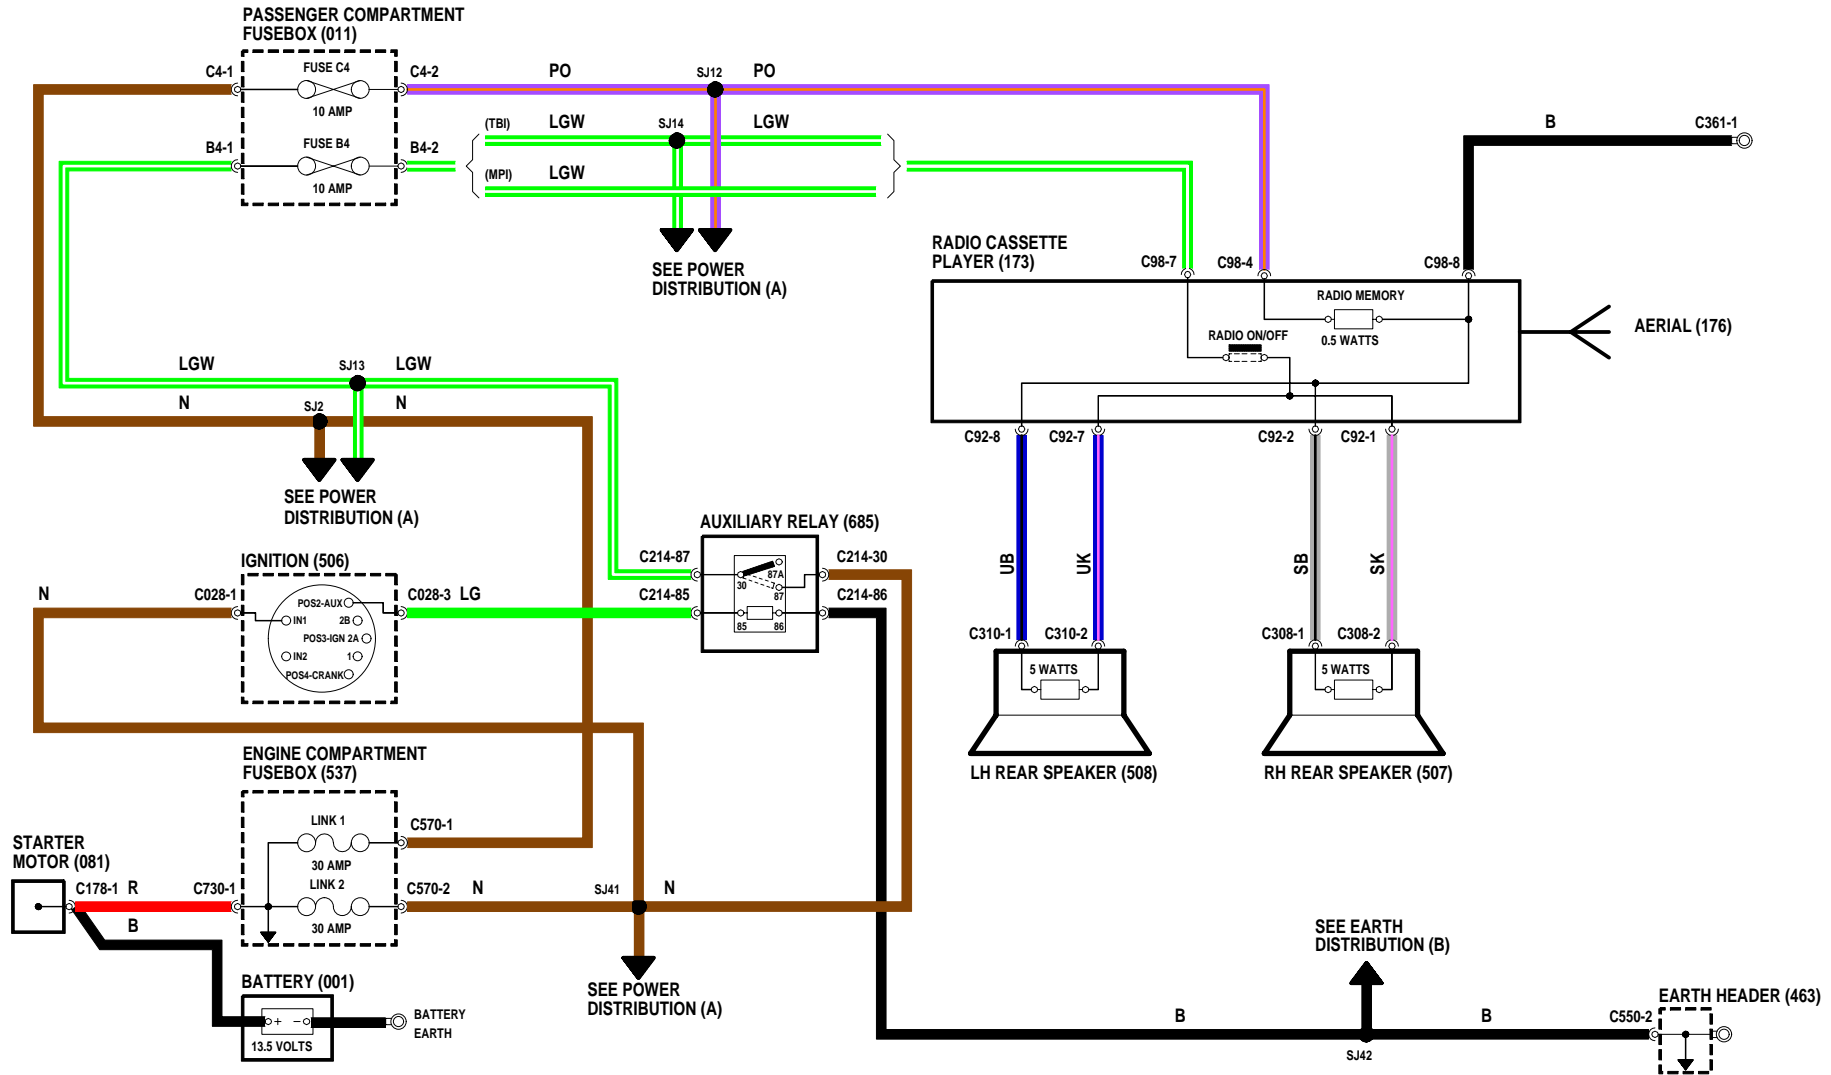 PASSENGER COMPARTMENT
FUSEBOX (011)
C4-1
FUSE C4
10 AMP
C4-2
PO
SJ12
PO
B4-1
FUSE B4
10 AMP
B4-2
(TBI)
LGW
SJ14
LGW
(MPI)
LGW
SEE POWER
DISTRIBUTION (A)
B
C361-1
RADIO CASSETTE
PLAYER (173)
C98-7
C98-4
C98-8
RADIO MEMORY
0.5 WATTS
RADIO ON/OFF
AERIAL (176)
LGW
SJ13
LGW
N
SJ2
N
SEE POWER
DISTRIBUTION (A)
C92-8
C92-7
C92-2
C92-1
UB
UK
SB
SK
C310-1
C310-2
C308-1
C308-2
5 WATTS
5 WATTS
LH REAR SPEAKER (508)
RH REAR SPEAKER (507)
AUXILIARY RELAY (685)
C214-87
C214-30
30
87A
87
C214-85
C214-86
85
86
IGNITION (506)
N
C028-1
POS2-AUX
IN1
2B
POS3-IGN 2A
IN2
1
POS4-CRANK
C028-3
LG
ENGINE COMPARTMENT
FUSEBOX (537)
LINK 1
30 AMP
C570-1
LINK 2
30 AMP
C570-2
N
SJ41
N
STARTER
MOTOR (081)
C178-1
R
C730-1
B
BATTERY (001)
+
−
13.5 VOLTS
BATTERY
EARTH
SEE POWER
DISTRIBUTION (A)
SEE EARTH
DISTRIBUTION (B)
B
SJ42
B
C550-2
EARTH HEADER (463)